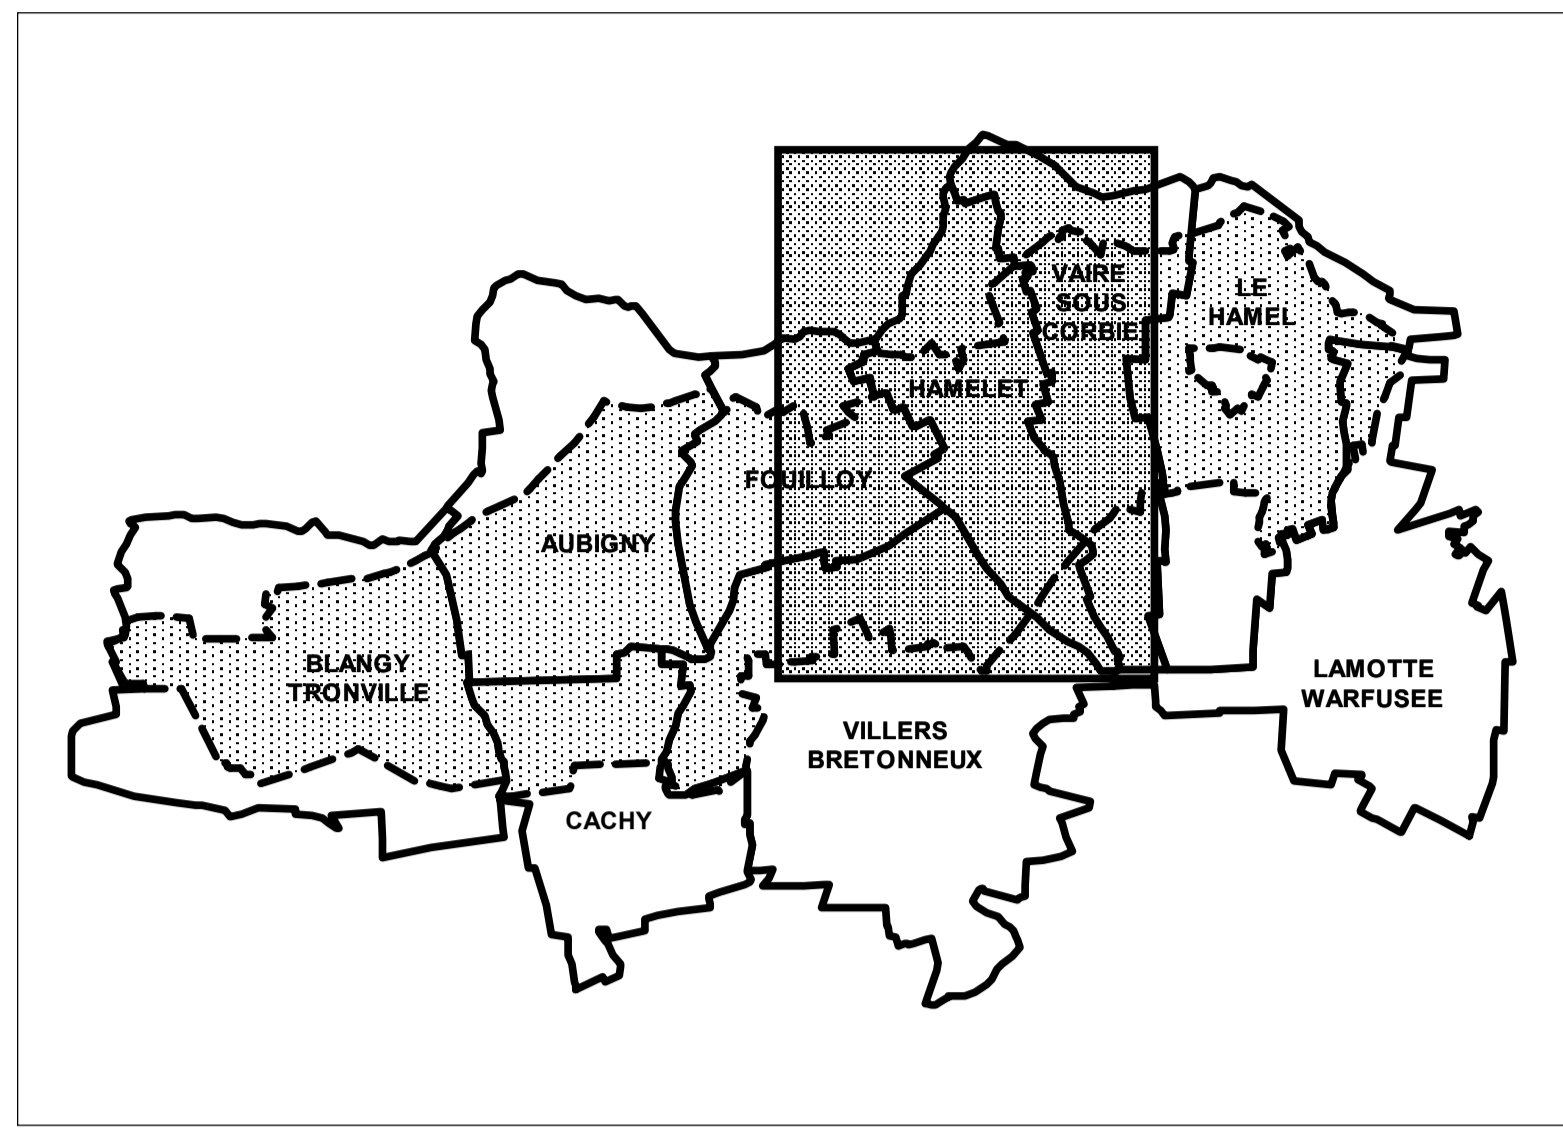 VAIRE
SOUS
CORBIE
LE
HAMEL
HAMELET
FOUILLOY
AUBIGNY
BLANGY
TRONVILLE
LAMOTTE
WARFUSEE
VILLERS
BRETONNEUX
CACHY